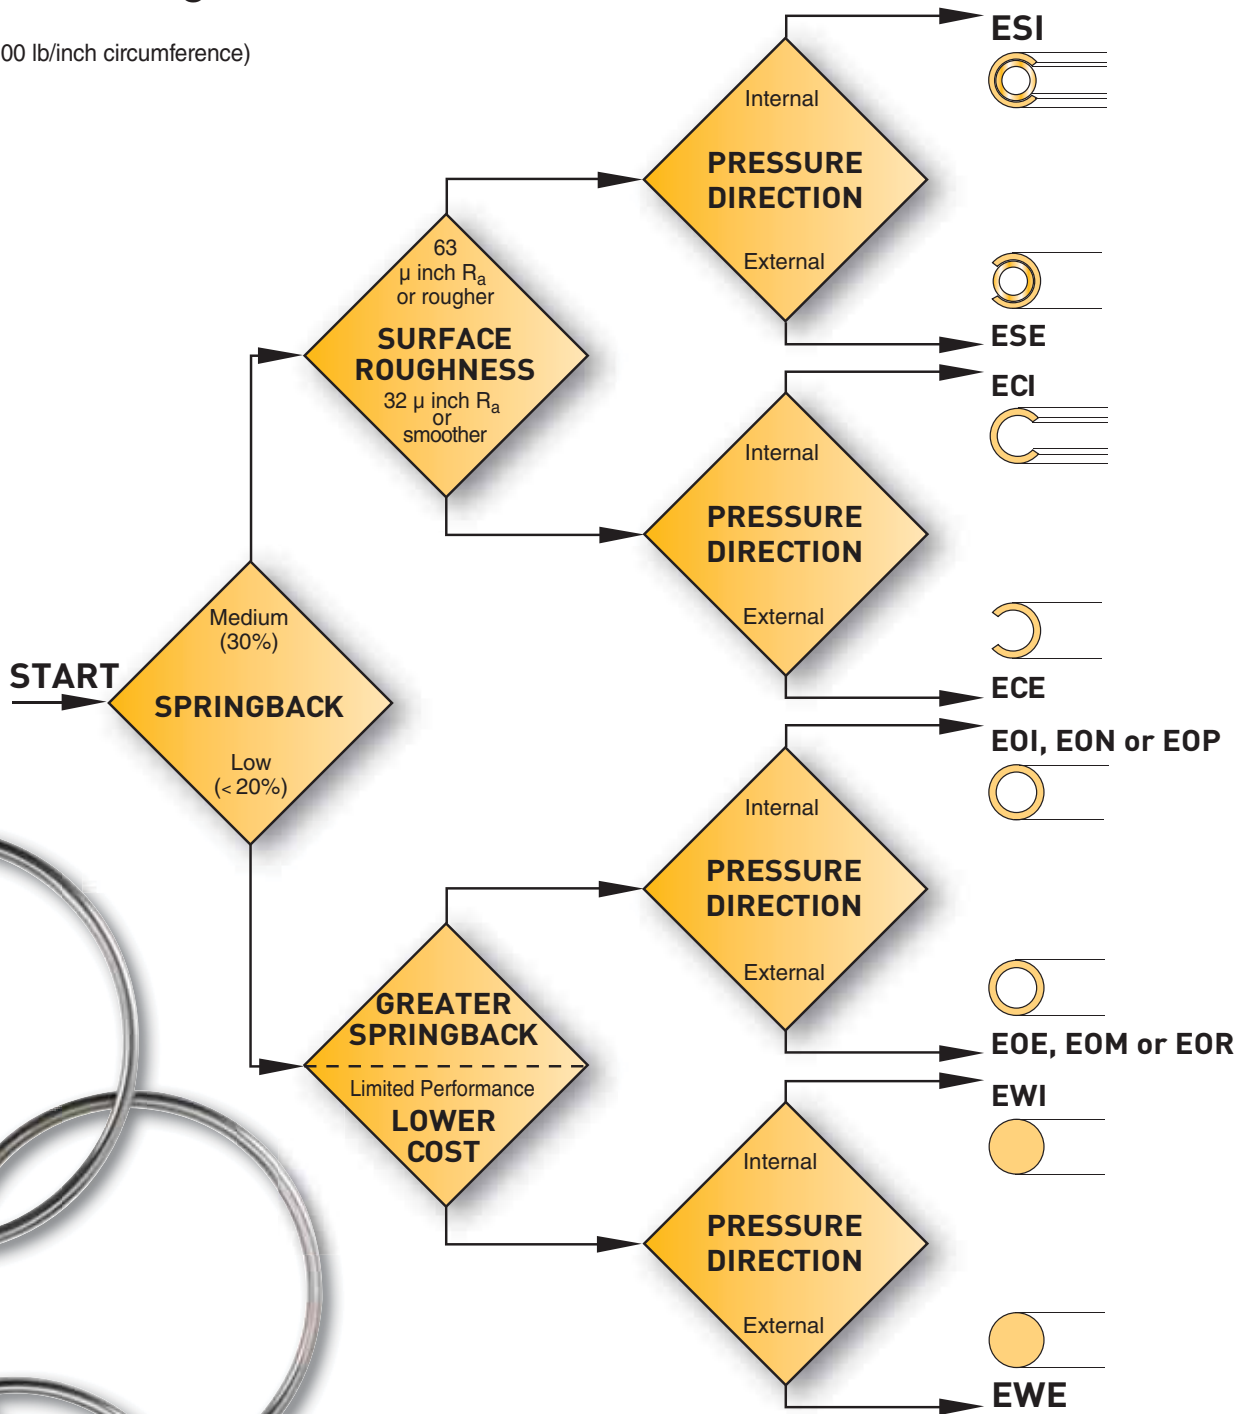 00 lb/inch circumference)
ESI
Internal
PRESSURE
DIRECTION
External
ESE
63
µ inch Ra
or rougher
SURFACE
ROUGHNESS
32 µ inch Ra
or
smoother
ECI
Internal
PRESSURE
DIRECTION
External
ECE
START
Medium
(30%)
SPRINGBACK
Low
(< 20%)
EOI, EON or EOP
Internal
PRESSURE
DIRECTION
External
EOE, EOM or EOR
GREATER
SPRINGBACK
Limited Performance
LOWER
COST
EWI
Internal
PRESSURE
DIRECTION
External
EWE